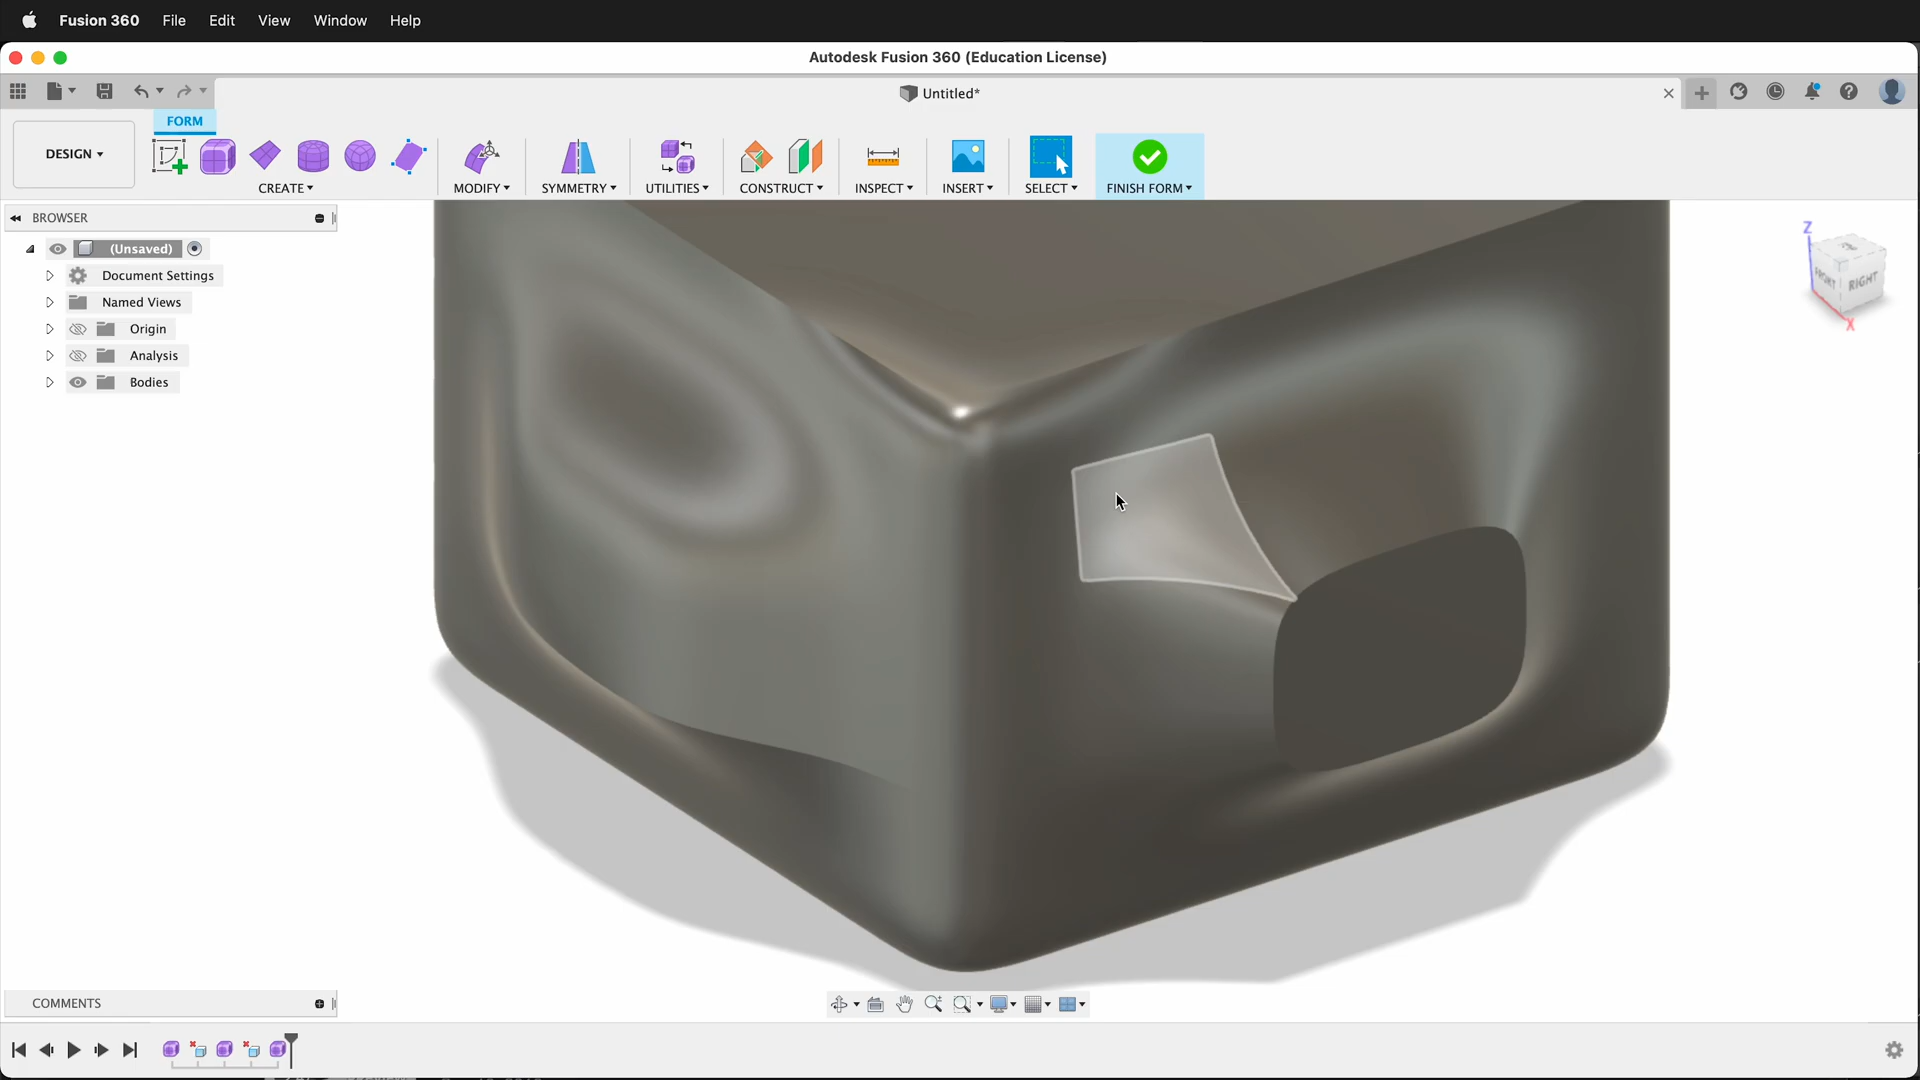 Fusion 360 File Edit View Window Help
Autodesk Fusion 360 (Education License)
Untitled*
FORM
DESIGN
CREATE MODIFY SYMMETRY UTILITIES CONSTRUCT INSPECT INSERT SELECT FINISH FORM
BROWSER
(Unsaved)
Document Settings
Named Views
Origin
Analysis
Bodies
Z
FRONT RIGHT
X
COMMENTS